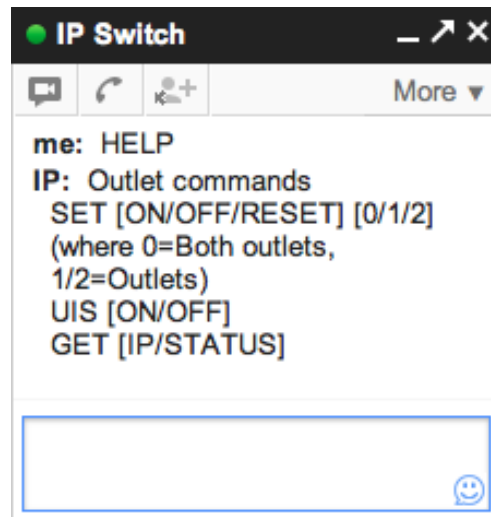 IP Switch
More
me: HELP
IP: Outlet commands
SET [ON/OFF/RESET] [0/1/2]
(where 0=Both outlets,
1/2=Outlets)
UIS [ON/OFF]
GET [IP/STATUS]